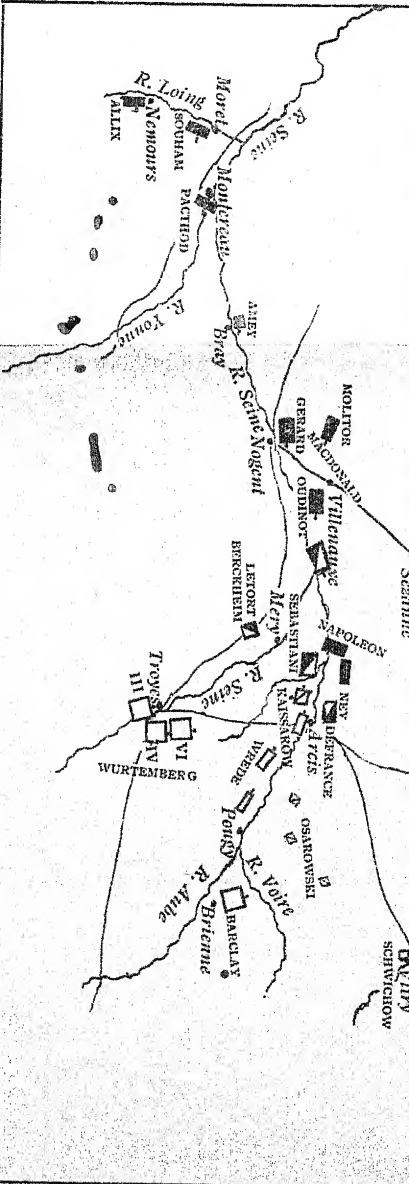 R. Loing
Moret
R. Seine
Nemours
ALLIX
SOUHAM
Montereau
PACTHOD
R. Yonne
AMEY
Bray
R. Seine
Nogent
GERARD
MOLITOR
MACDONALD
OUDINOT
Villenauxe
Sezanne
LETORT
BERCKHEIM
Mery
SEBASTIANI
NAPOLEON
NEY
DEFRANCE
KAISSAROW
Arcis
R. Seine
Troyes
III
IV
VI
WURTEMBERG
WREDE
Pougy
OSAROWSKI
R. Voire
R. Aube
Brienne
BARCLAY
Vitry
SCHWICHOW